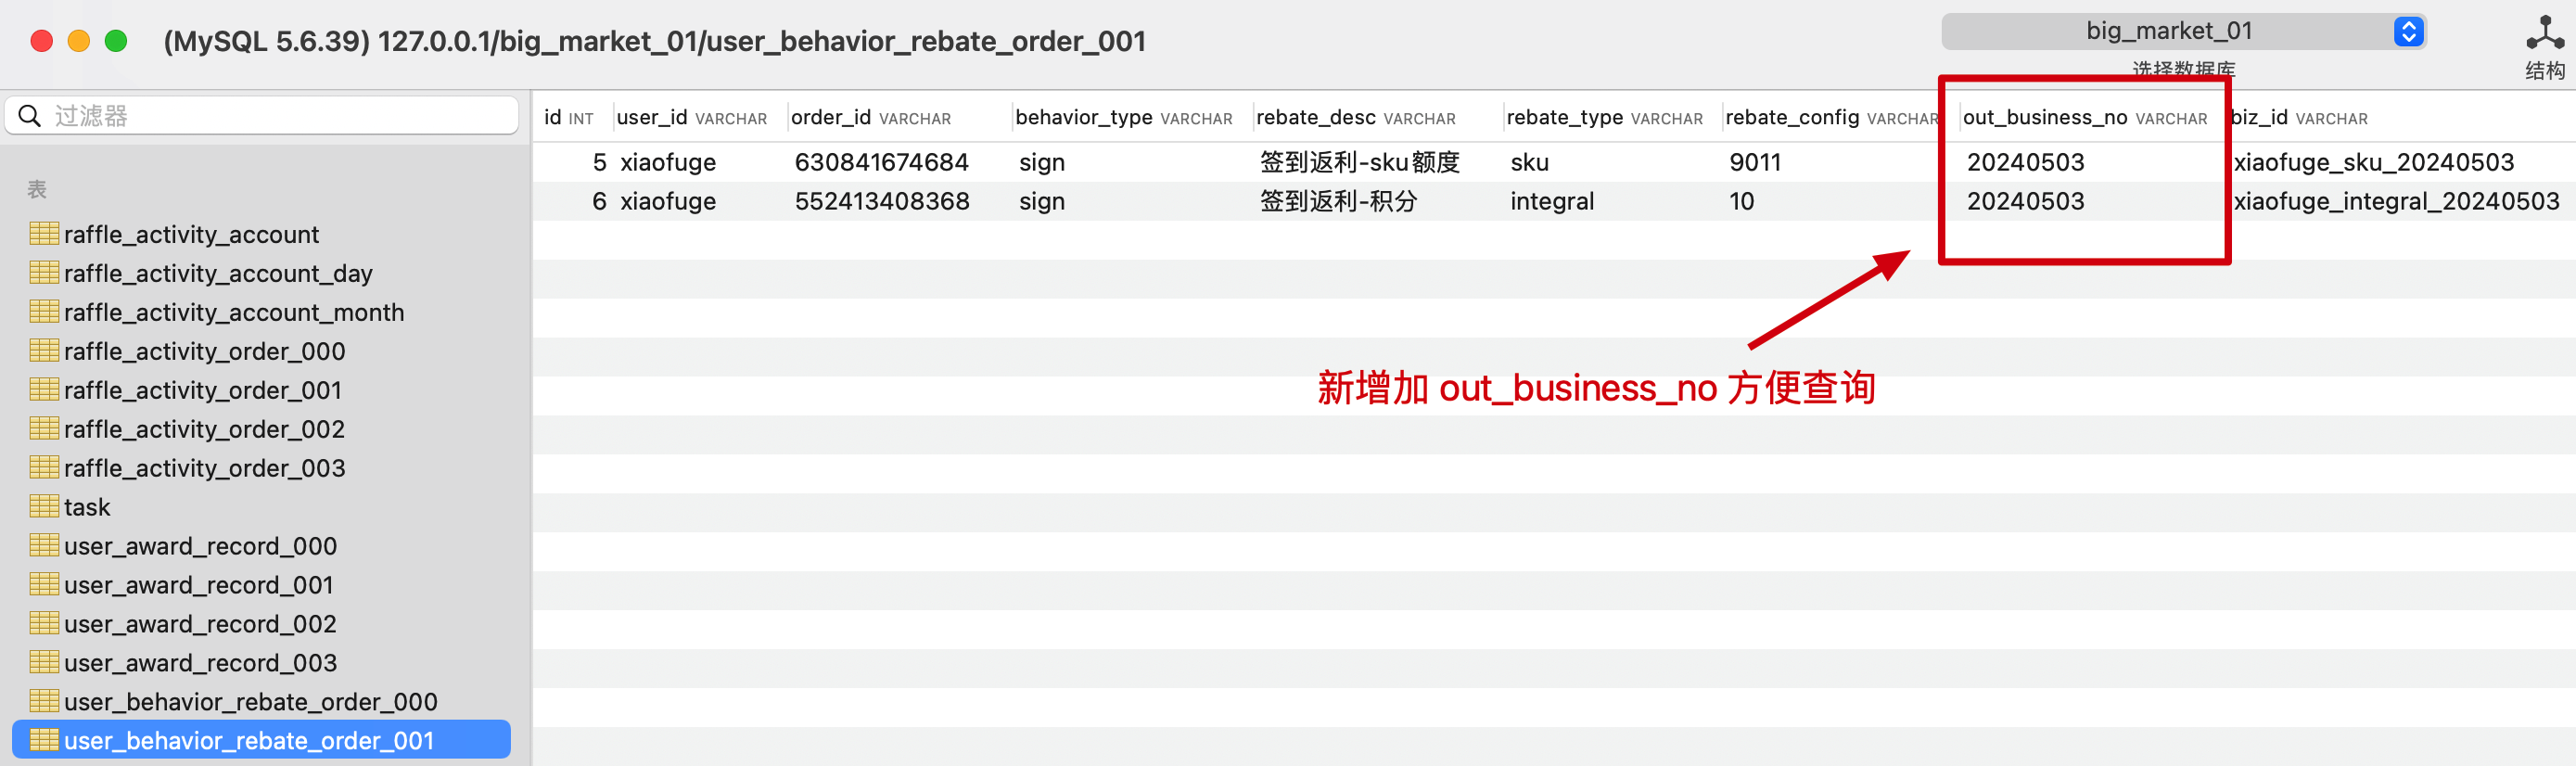 (MySQL 5.6.39) 127.0.0.1/big_market_01/user_behavior_rebate_order_001
big_market_01
选择数据库
结构
过滤器
id INT user_id VARCHAR order_id VARCHAR behavior_type VARCHAR rebate_desc VARCHAR rebate_type VARCHAR rebate_config VARCHAR out_business_no VARCHAR biz_id VARCHAR
5 xiaofuge 630841674684 sign 签到返利-sku额度 sku 9011 20240503 xiaofuge_sku_20240503
6 xiaofuge 552413408368 sign 签到返利-积分 integral 10 20240503 xiaofuge_integral_20240503
新增加 out_business_no 方便查询
表
raffle_activity_account
raffle_activity_account_day
raffle_activity_account_month
raffle_activity_order_000
raffle_activity_order_001
raffle_activity_order_002
raffle_activity_order_003
task
user_award_record_000
user_award_record_001
user_award_record_002
user_award_record_003
user_behavior_rebate_order_000
user_behavior_rebate_order_001